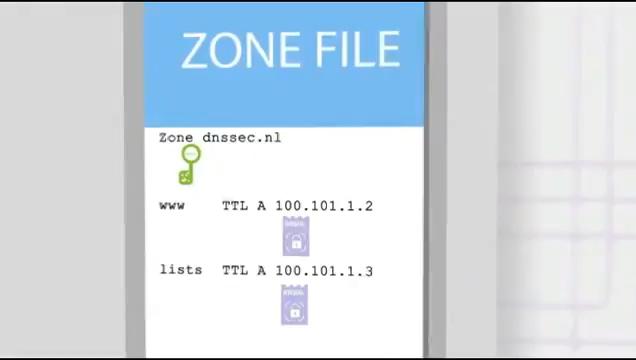 ZONE FILE
Zone dnssec.nl
www TTL A 100.101.1.2
lists TTL A 100.101.1.3